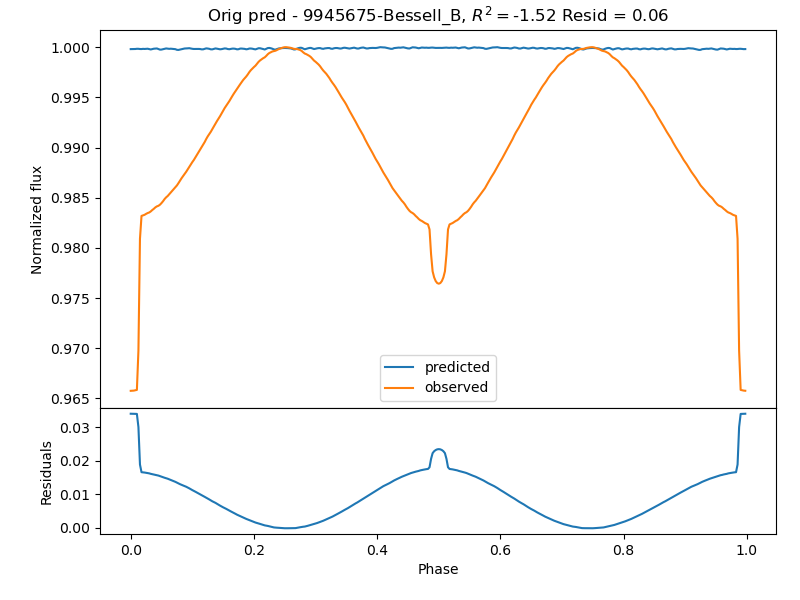 Orig pred - 9945675-Bessell_B, R² = -1.52 Resid = 0.06
Normalized flux
1.000
0.995
0.990
0.985
0.980
0.975
0.970
0.965
predicted
observed
Residuals
0.03
0.02
0.01
0.00
0.0 0.2 0.4 0.6 0.8 1.0
Phase